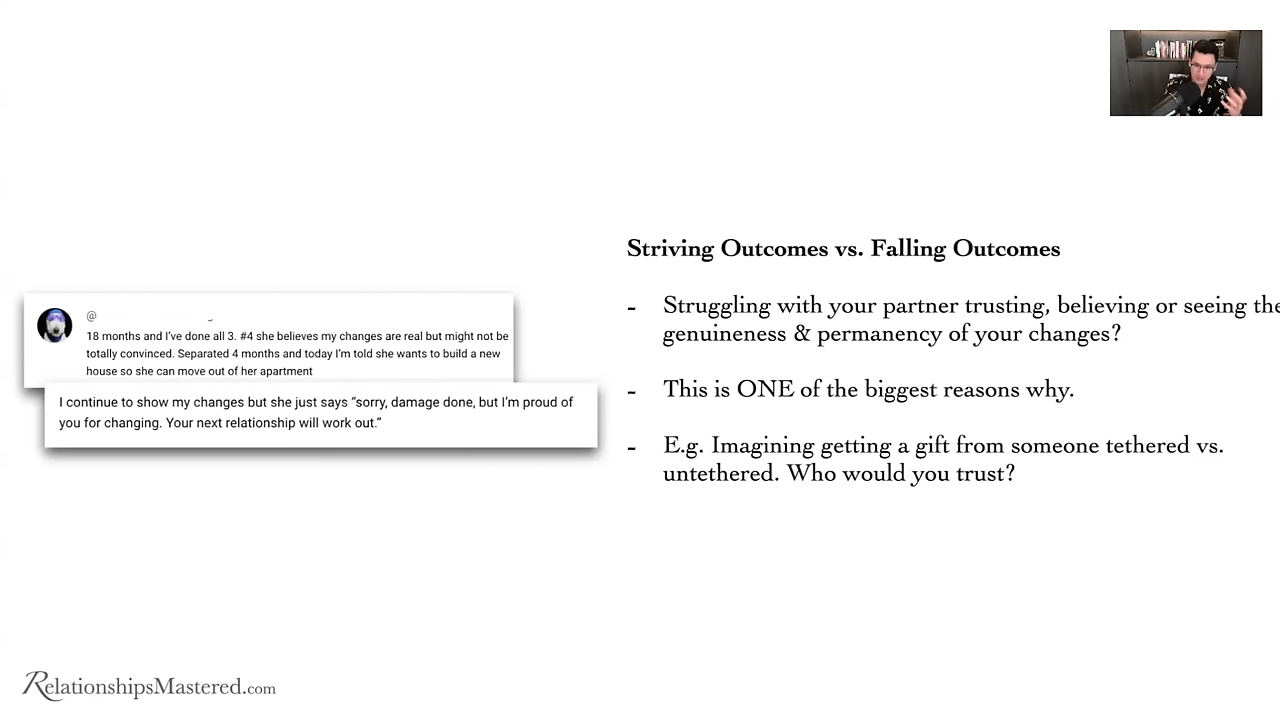 @
18 months and I've done all 3. #4 she believes my changes are real but might not be
totally convinced. Separated 4 months and today I'm told she wants to build a new
house so she can move out of her apartment
I continue to show my changes but she just says “sorry, damage done, but I'm proud of
you for changing. Your next relationship will work out.”
Striving Outcomes vs. Falling Outcomes
- Struggling with your partner trusting, believing or seeing the
genuineness & permanency of your changes?
- This is ONE of the biggest reasons why.
- E.g. Imagining getting a gift from someone tethered vs.
untethered. Who would you trust?
RelationshipsMastered.com